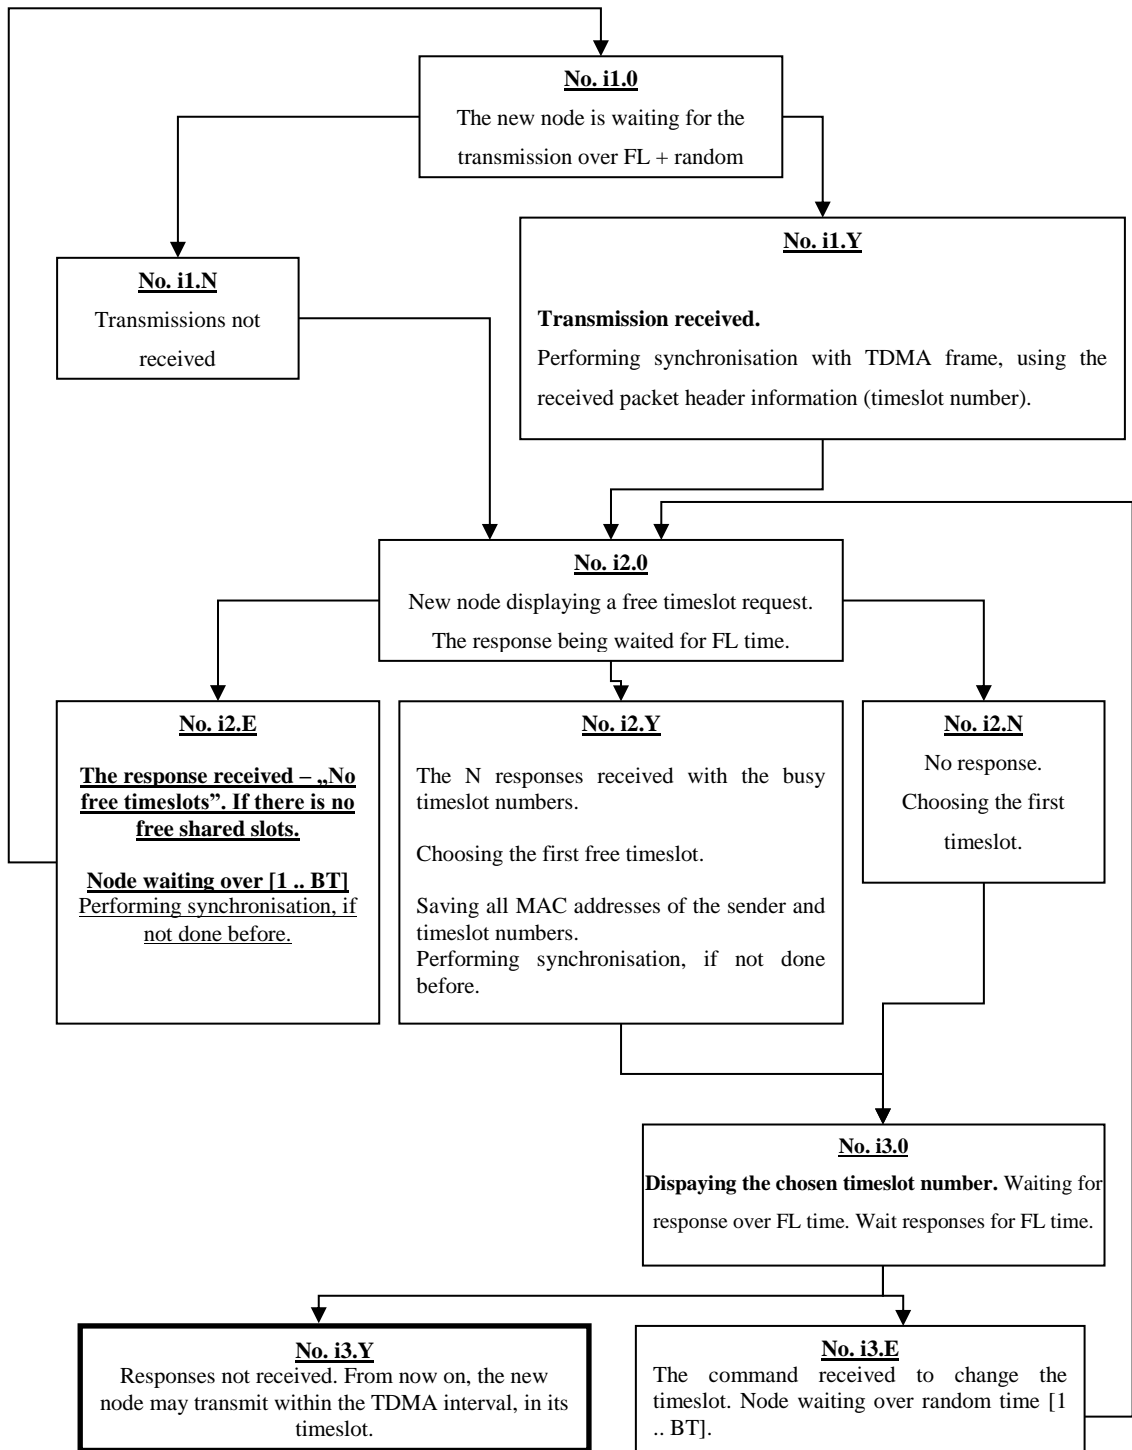 No. i1.0
The new node is waiting for the
transmission over FL + random
No. i1.Y
Transmission received.
Performing synchronisation with TDMA frame, using the
received packet header information (timeslot number).
No. i1.N
Transmissions not
received
No. i2.0
New node displaying a free timeslot request.
The response being waited for FL time.
No. i2.E
The response received – „No
free timeslots”. If there is no
free shared slots.
Node waiting over [1 .. BT]
Performing synchronisation, if
not done before.
No. i2.Y
The N responses received with the busy
timeslot numbers.
Choosing the first free timeslot.
Saving all MAC addresses of the sender and
timeslot numbers.
Performing synchronisation, if not done
before.
No. i2.N
No response.
Choosing the first
timeslot.
No. i3.0
Dispaying the chosen timeslot number. Waiting for
response over FL time. Wait responses for FL time.
No. i3.Y
Responses not received. From now on, the new
node may transmit within the TDMA interval, in its
timeslot.
No. i3.E
The command received to change the
timeslot. Node waiting over random time [1
.. BT].